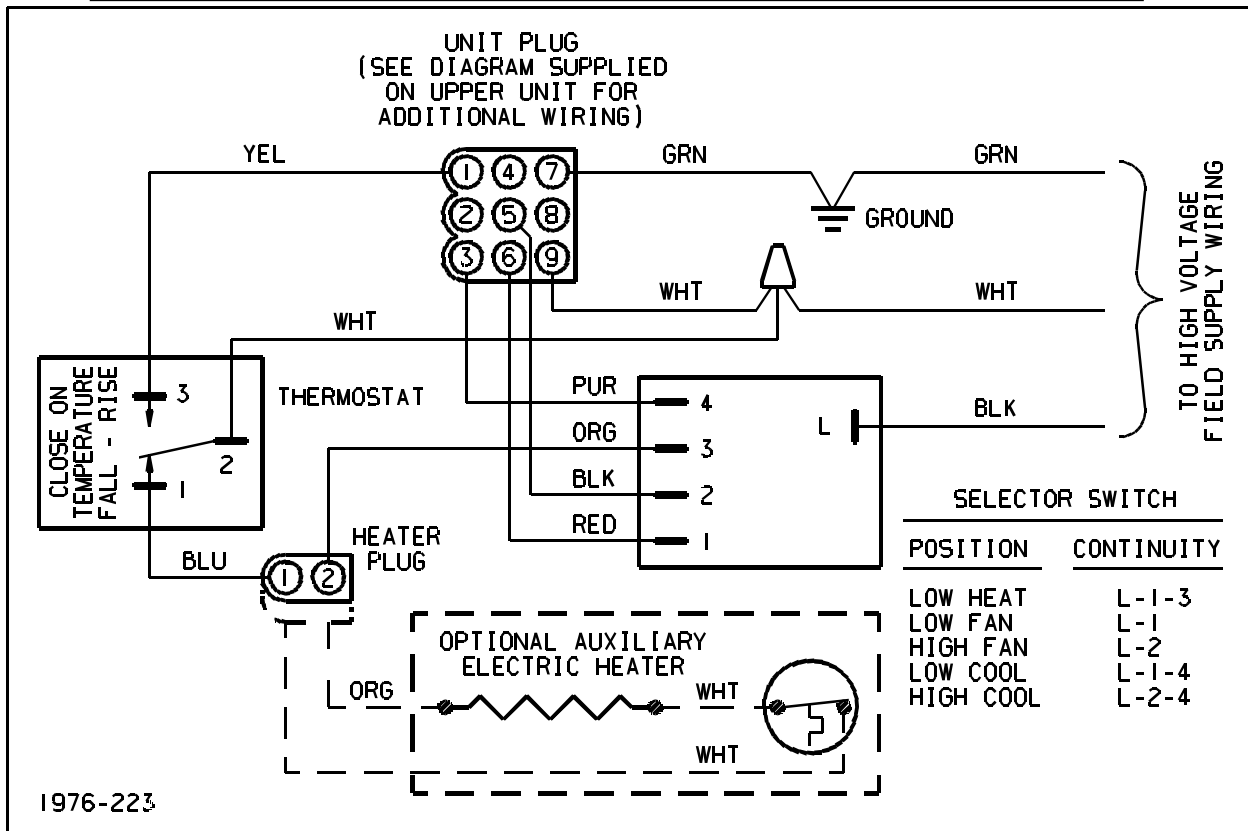 UNIT PLUG
(SEE DIAGRAM SUPPLIED
ON UPPER UNIT FOR
ADDITIONAL WIRING)
YEL
GRN
GRN
1 4 7
2 5 8
3 6 9
GROUND
WHT
WHT
WHT
TO HIGH VOLTAGE
FIELD SUPPLY WIRING
CLOSE ON
TEMPERATURE
FALL - RISE
3
2
1
THERMOSTAT
PUR
4
ORG
3
BLK
2
RED
1
L
BLK
BLU
HEATER
PLUG
1 2
SELECTOR SWITCH
POSITION CONTINUITY
LOW HEAT L-1-3
LOW FAN L-1
HIGH FAN L-2
LOW COOL L-1-4
HIGH COOL L-2-4
OPTIONAL AUXILIARY
ELECTRIC HEATER
ORG
WHT
WHT
1976-223